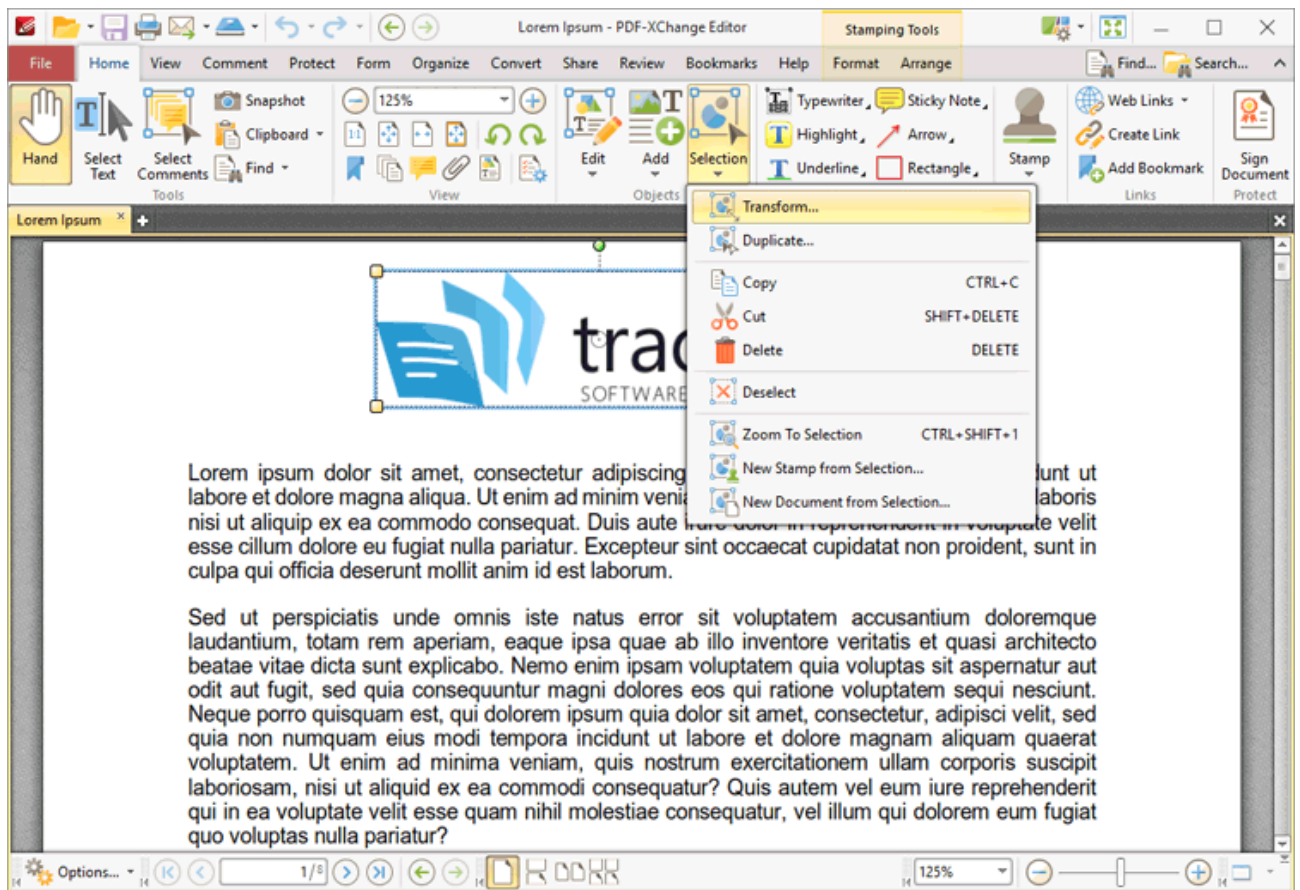 Lorem Ipsum - PDF-XChange Editor
Stamping Tools
File Home View Comment Protect Form Organize Convert Share Review Bookmarks Help Format Arrange Find... Search...
Snapshot 125% Typewriter Sticky Note Web Links
Clipboard Highlight Arrow Create Link
Hand Select Text Select Comments Find Edit Add Selection Underline Rectangle Stamp Add Bookmark Sign Document
Tools View Objects Links Protect
Lorem Ipsum
Transform...
Duplicate...
Copy CTRL+C
Cut SHIFT+DELETE
Delete DELETE
Deselect
Zoom To Selection CTRL+SHIFT+1
New Stamp from Selection...
New Document from Selection...
SOFTWARE
Lorem ipsum dolor sit amet, consectetur adipiscing
ut
labore et dolore magna aliqua. Ut enim ad minim
laboris
nisi ut aliquip ex ea commodo consequat. Duis aute irure dolor in reprehenderit in voluptate velit
esse cillum dolore eu fugiat nulla pariatur. Excepteur sint occaecat cupidatat non proident, sunt in
culpa qui officia deserunt mollit anim id est laborum.
Sed ut perspiciatis unde omnis iste natus error sit voluptatem accusantium doloremque
laudantium, totam rem aperiam, eaque ipsa quae ab illo inventore veritatis et quasi architecto
beatae vitae dicta sunt explicabo. Nemo enim ipsam voluptatem quia voluptas sit aspernatur aut
odit aut fugit, sed quia consequuntur magni dolores eos qui ratione voluptatem sequi nesciunt.
Neque porro quisquam est, qui dolorem ipsum quia dolor sit amet, consectetur, adipisci velit, sed
quia non numquam eius modi tempora incidunt ut labore et dolore magnam aliquam quaerat
voluptatem. Ut enim ad minima veniam, quis nostrum exercitationem ullam corporis suscipit
laboriosam, nisi ut aliquid ex ea commodi consequatur? Quis autem vel eum iure reprehenderit
qui in ea voluptate velit esse quam nihil molestiae consequatur, vel illum qui dolorem eum fugiat
quo voluptas nulla pariatur?
Options... 1/8 125%